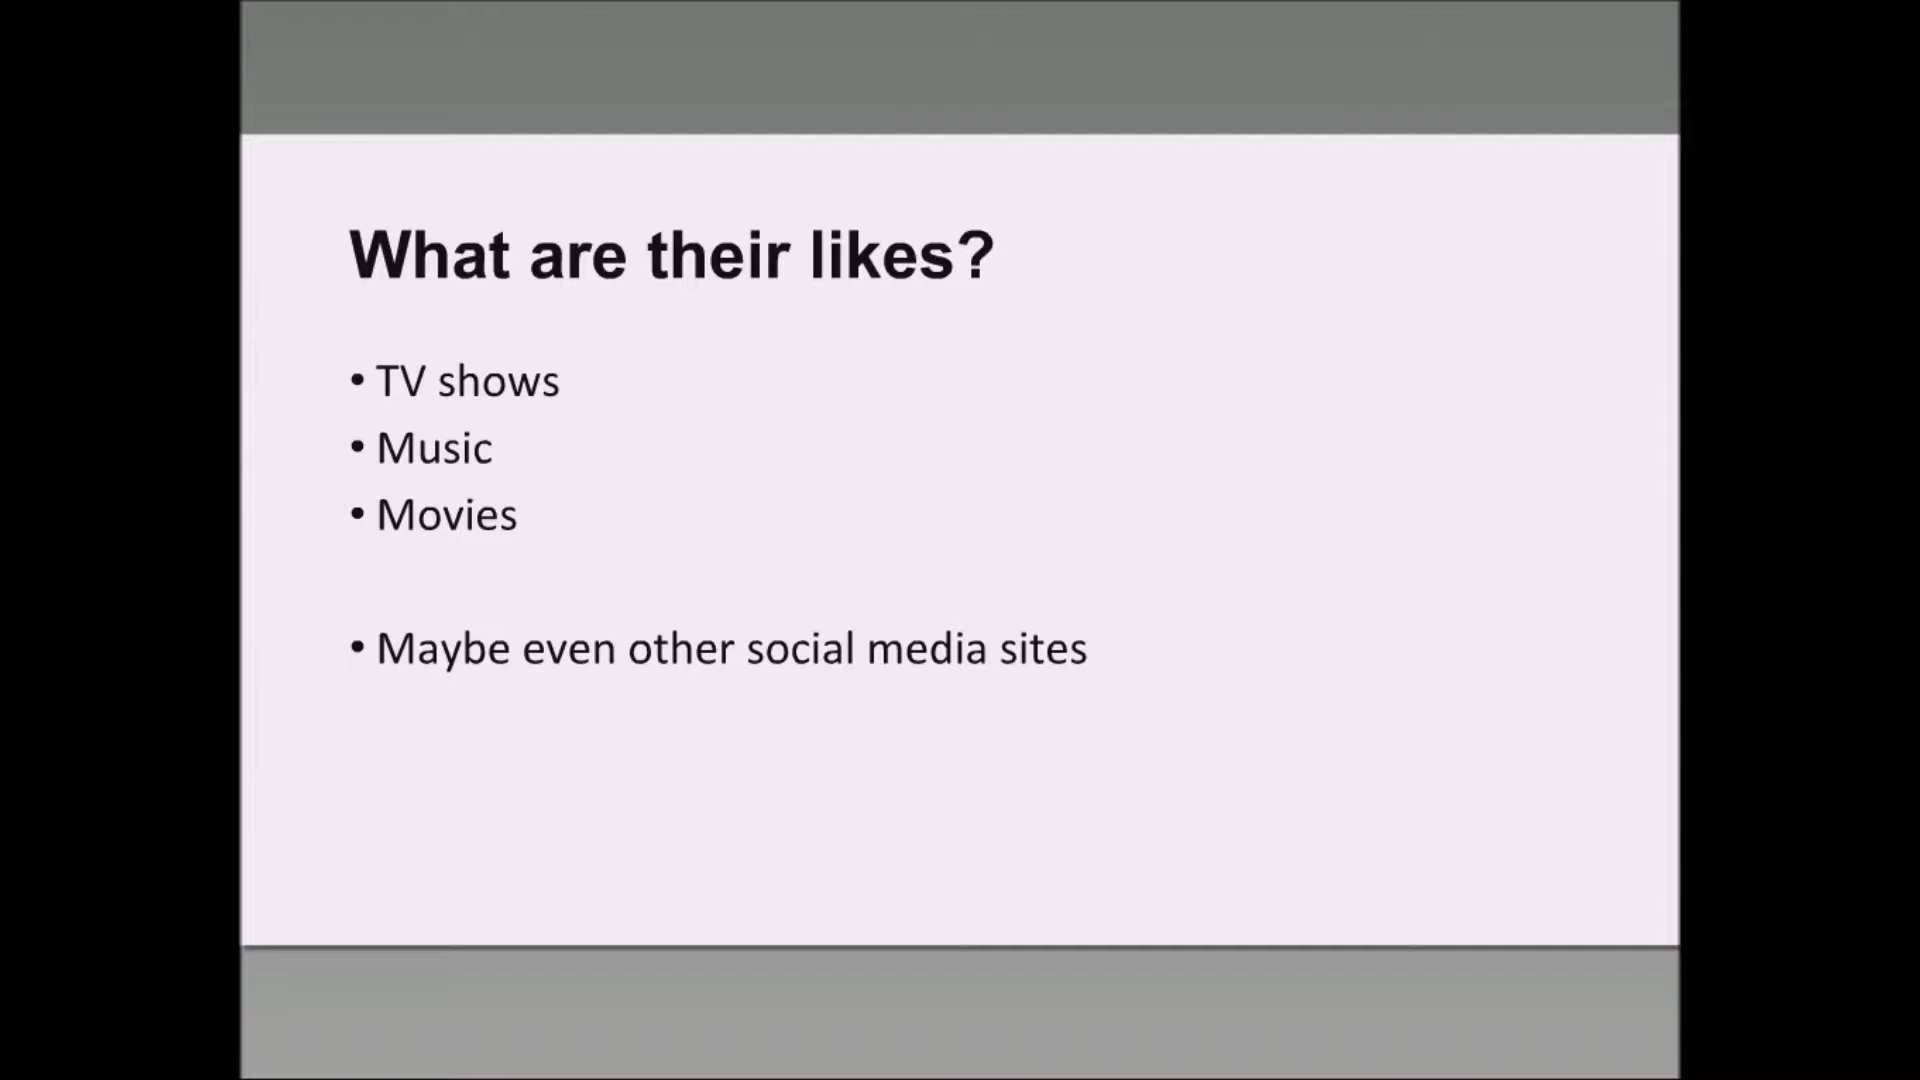 What are their likes?
• TV shows
• Music
• Movies
• Maybe even other social media sites